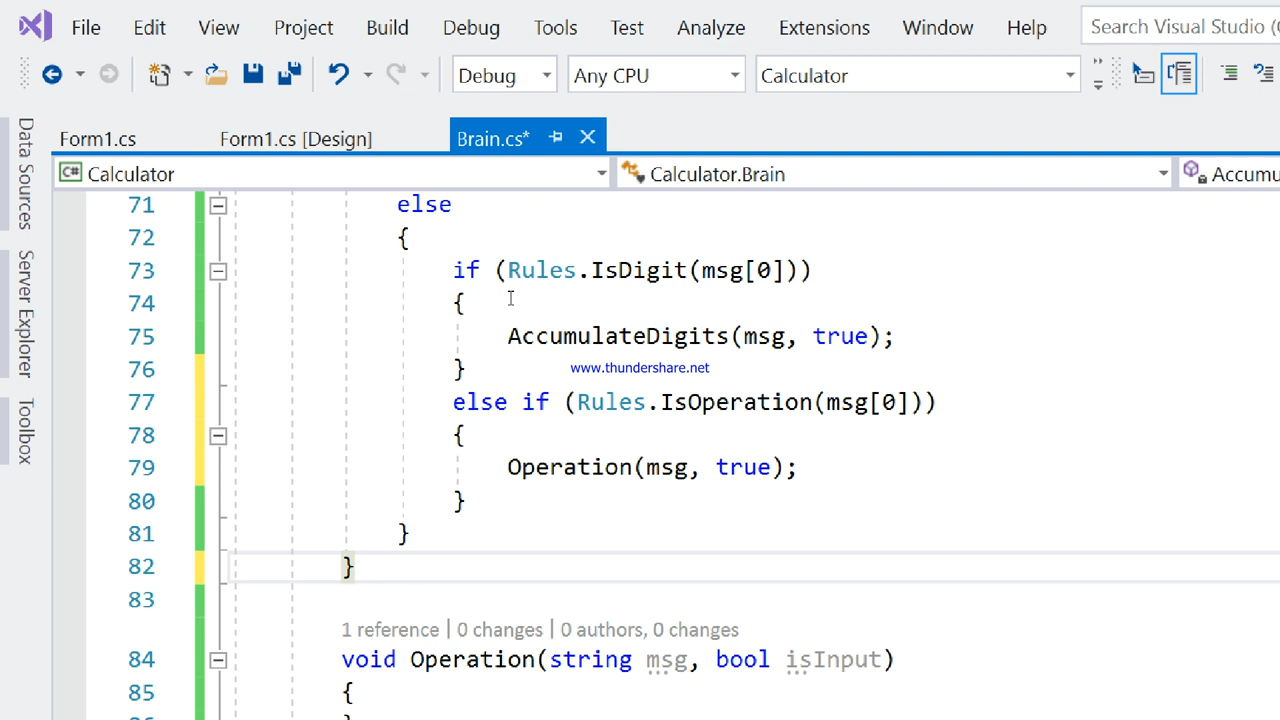 File Edit View Project Build Debug Tools Test Analyze Extensions Window Help Search Visual Studio (
Debug Any CPU Calculator
Form1.cs Form1.cs [Design] Brain.cs*
C# Calculator Calculator.Brain Accumu
Data Sources
Server Explorer
Toolbox
71 else
72 {
73 if (Rules.IsDigit(msg[0]))
74 {
75 AccumulateDigits(msg, true);
76 }
www.thundershare.net
77 else if (Rules.IsOperation(msg[0]))
78 {
79 Operation(msg, true);
80 }
81 }
82 }
83
1 reference | 0 changes | 0 authors, 0 changes
84 void Operation(string msg, bool isInput)
85 {